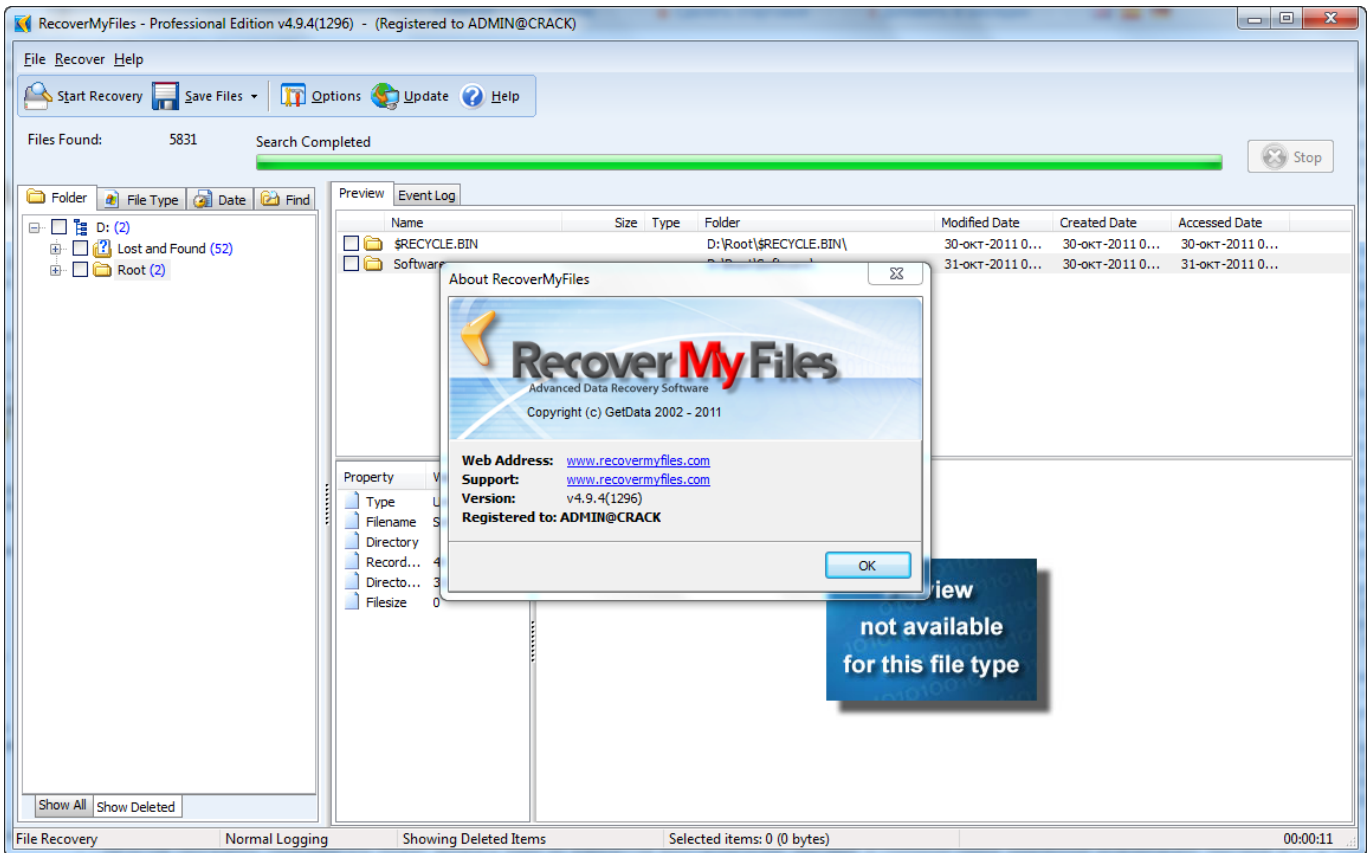 RecoverMyFiles - Professional Edition v4.9.4(1296) - (Registered to ADMIN@CRACK)
File Recover Help
Start Recovery Save Files Options Update Help
Files Found: 5831 Search Completed
Stop
Folder File Type Date Find
Preview Event Log
Name Size Type Folder Modified Date Created Date Accessed Date
D: (2)
Lost and Found (52)
Root (2)
$RECYCLE.BIN D:\Root\$RECYCLE.BIN\ 30-окт-2011 0... 30-окт-2011 0... 30-окт-2011 0...
Software 31-окт-2011 0... 30-окт-2011 0... 31-окт-2011 0...
About RecoverMyFiles
RecoverMyFiles
Advanced Data Recovery Software
Copyright (c) GetData 2002 - 2011
Web Address: www.recovermyfiles.com
Support: www.recovermyfiles.com
Version: v4.9.4(1296)
Registered to: ADMIN@CRACK
OK
Property
Type
Filename
Directory
Record... 4
Directo... 3
Filesize 0
not available
for this file type
Show All Show Deleted
File Recovery Normal Logging Showing Deleted Items Selected items: 0 (0 bytes) 00:00:11